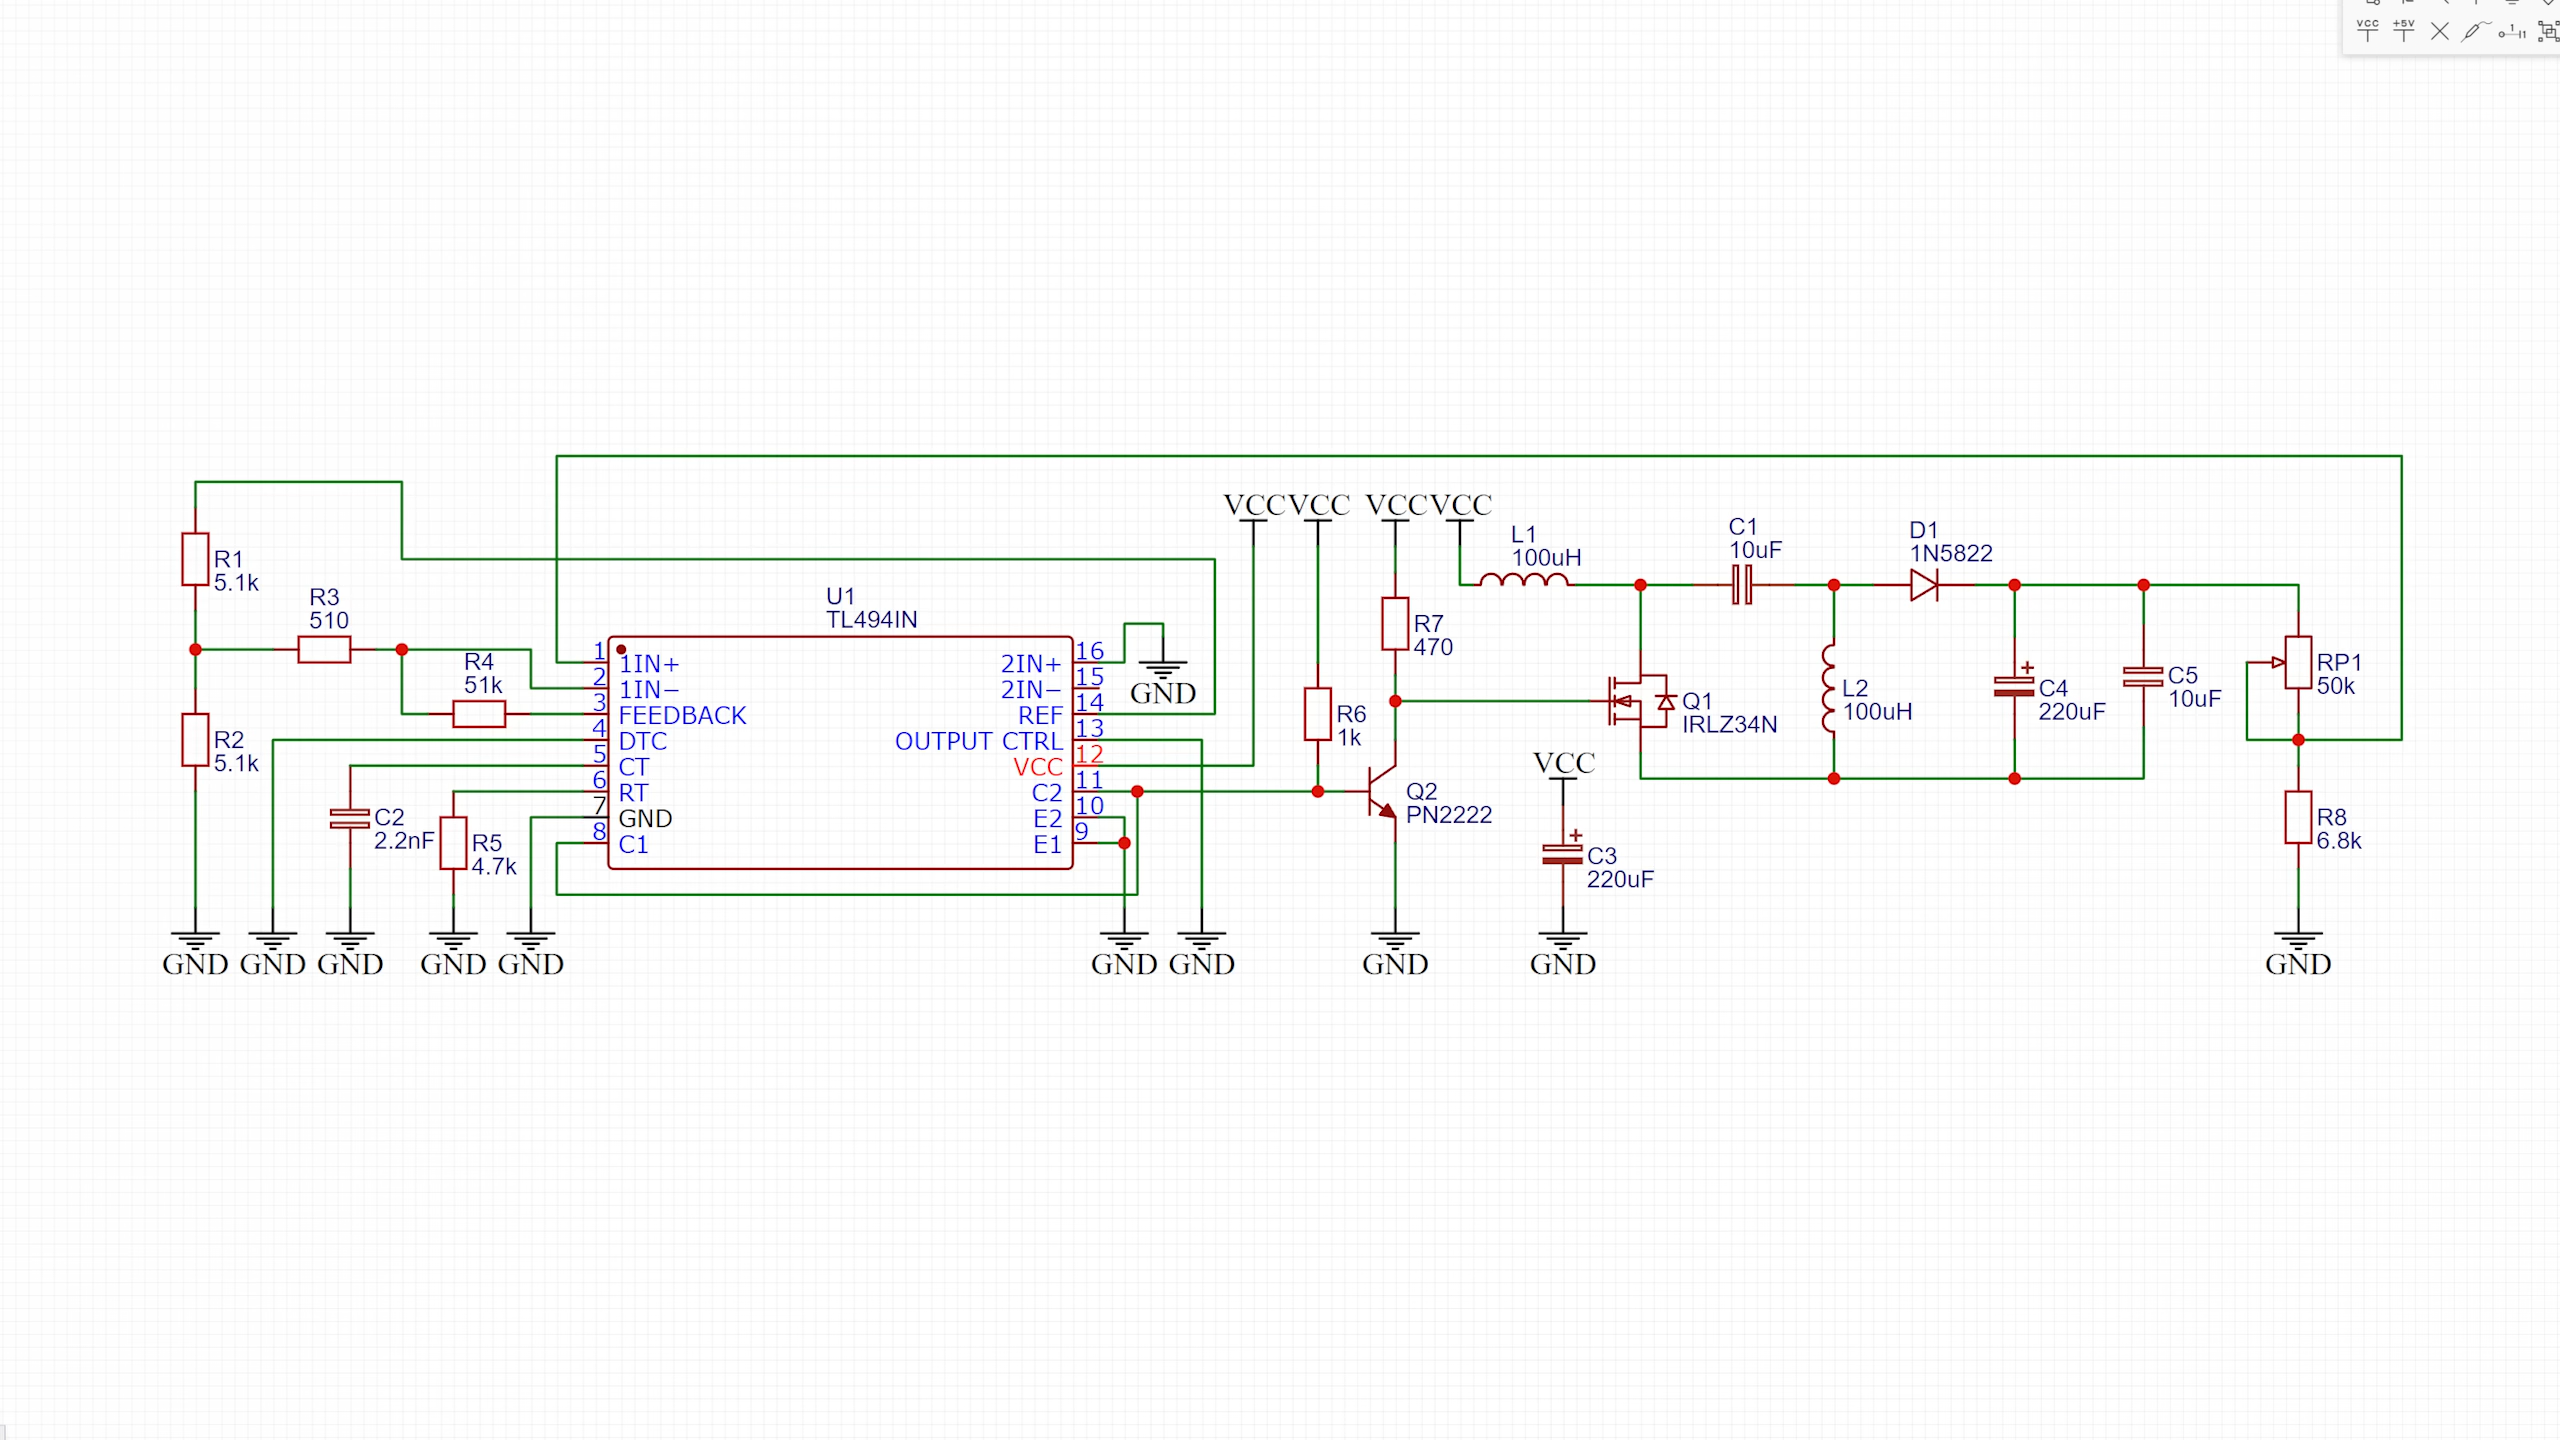 VCC +5V
VCC VCC VCC VCC
L1
100uH
C1
10uF
D1
1N5822
R1
5.1k
R3
510
R4
51k
R2
5.1k
C2
2.2nF
R5
4.7k
U1
TL494IN
1 1IN+
2 1IN-
3 FEEDBACK
4 DTC
5 CT
6 RT
7 GND
8 C1
2IN+ 16
2IN- 15
REF 14
OUTPUT CTRL 13
VCC 12
C2 11
E2 10
E1 9
GND
R6
1k
R7
470
Q2
PN2222
Q1
IRLZ34N
VCC
C3
220uF
L2
100uH
C4
220uF
C5
10uF
RP1
50k
R8
6.8k
GND GND GND GND GND GND GND GND GND GND